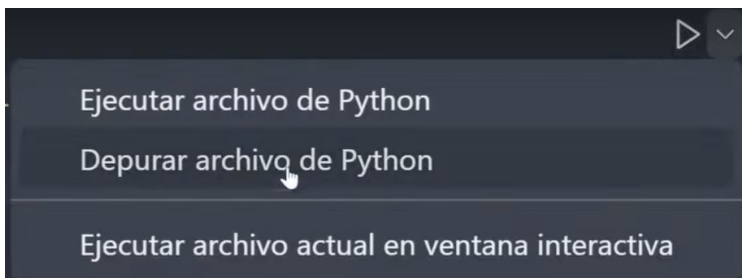 Ejecutar archivo de Python
Depurar archivo de Python
Ejecutar archivo actual en ventana interactiva